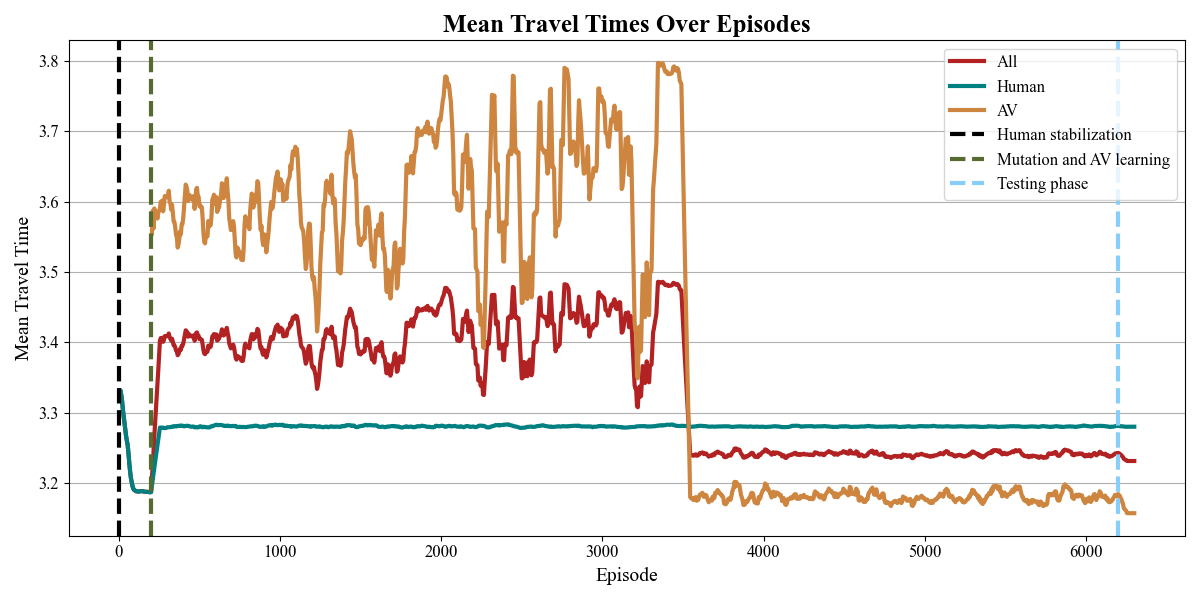 Mean Travel Times Over Episodes
Mean Travel Time
3.8
3.7
3.6
3.5
3.4
3.3
3.2
All
Human
AV
Human stabilization
Mutation and AV learning
Testing phase
0 1000 2000 3000 4000 5000 6000
Episode